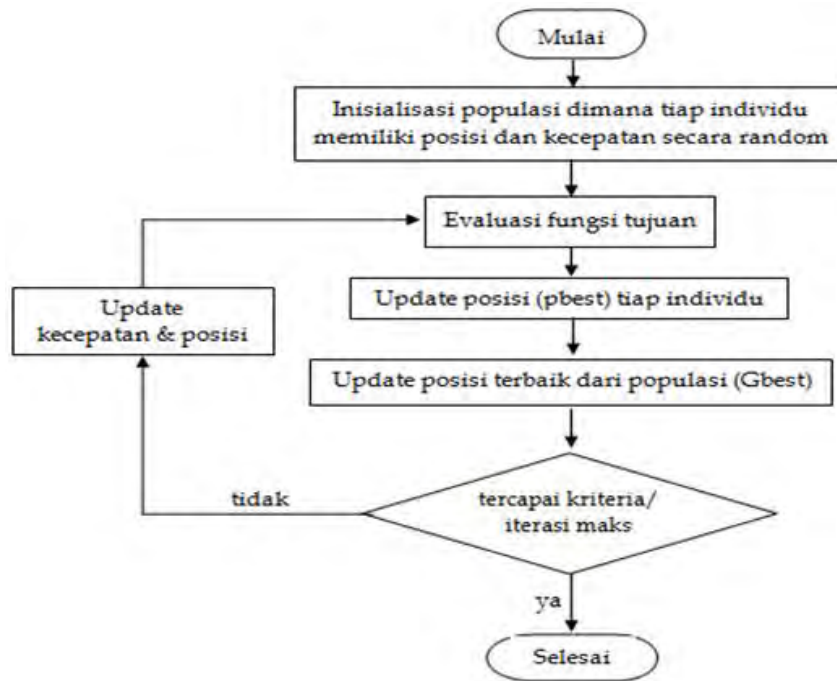 Mulai
Inisialisasi populasi dimana tiap individu
memiliki posisi dan kecepatan secara random
Evaluasi fungsi tujuan
Update posisi (pbest) tiap individu
Update
kecepatan & posisi
Update posisi terbaik dari populasi (Gbest)
tidak
tercapai kriteria/
iterasi maks
ya
Selesai